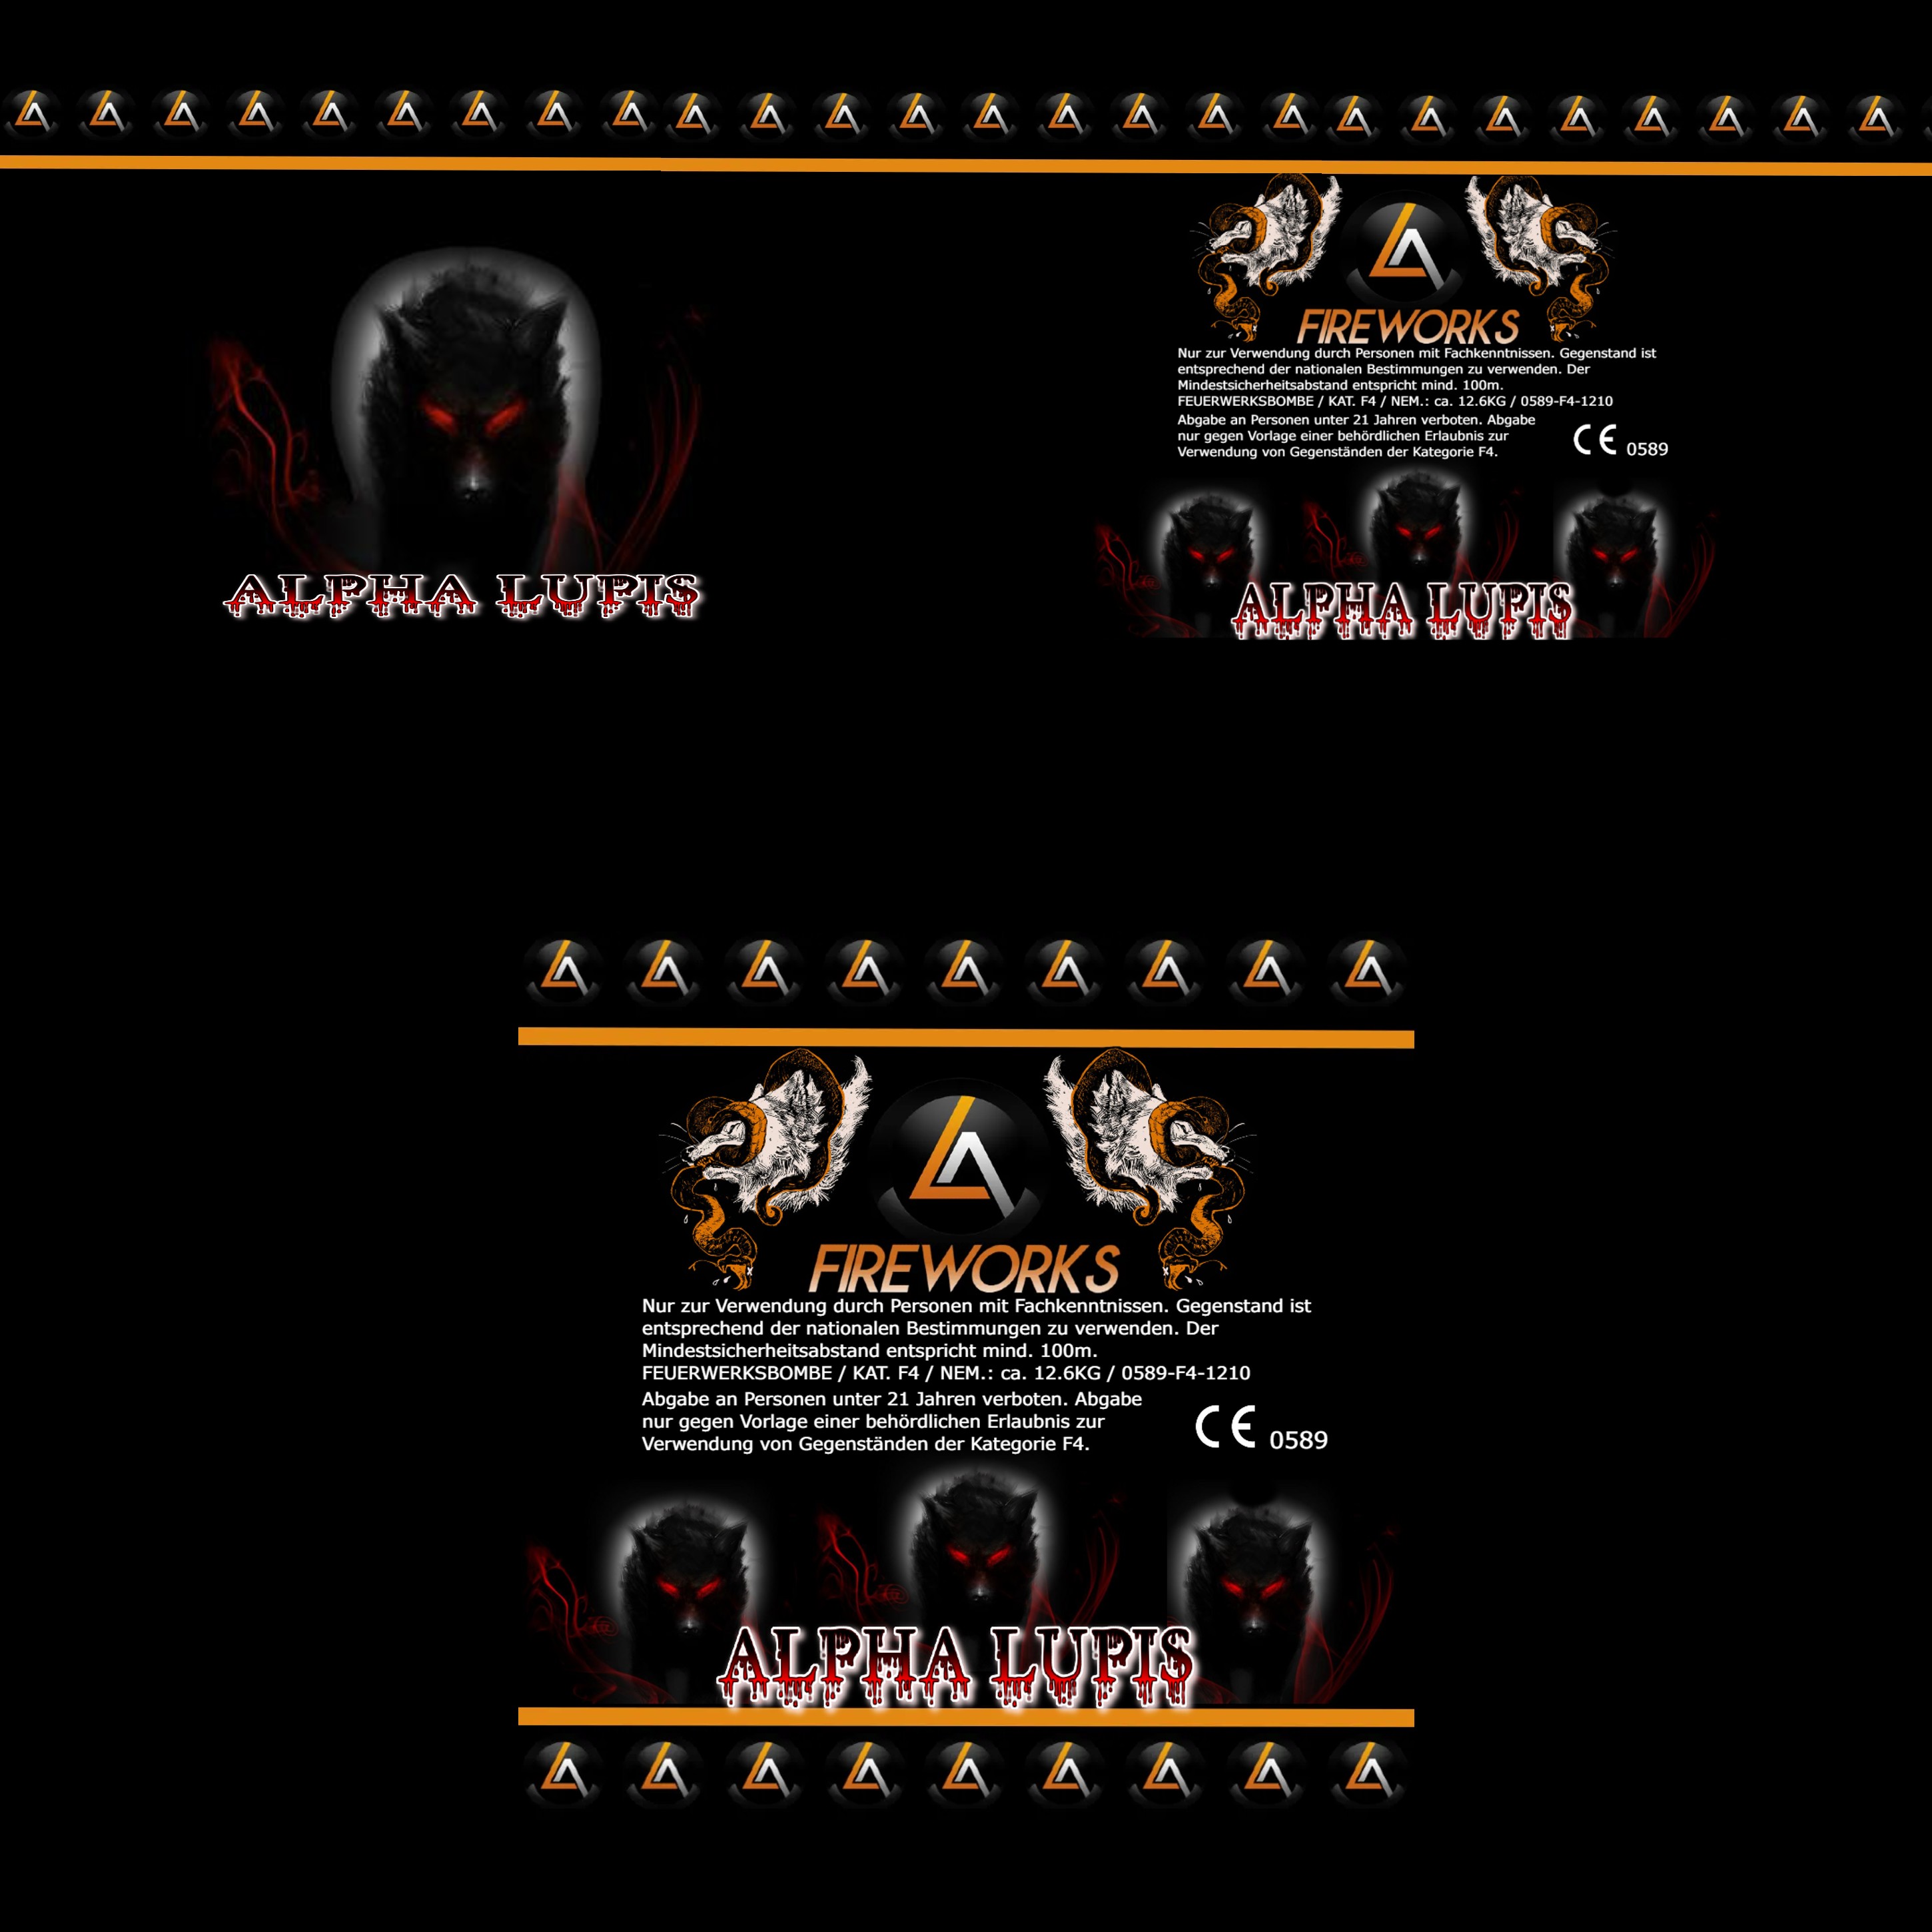 FIREWORKS
Nur zur Verwendung durch Personen mit Fachkenntnissen. Gegenstand ist
entsprechend der nationalen Bestimmungen zu verwenden. Der
Mindestsicherheitsabstand entspricht mind. 100m.
FEUERWERKSBOMBE / KAT. F4 / NEM.: ca. 12.6KG / 0589-F4-1210
Abgabe an Personen unter 21 Jahren verboten. Abgabe
nur gegen Vorlage einer behördlichen Erlaubnis zur
Verwendung von Gegenständen der Kategorie F4.
CE 0589
ALPHA LUPIS
ALPHA LUPIS
FIREWORKS
Nur zur Verwendung durch Personen mit Fachkenntnissen. Gegenstand ist
entsprechend der nationalen Bestimmungen zu verwenden. Der
Mindestsicherheitsabstand entspricht mind. 100m.
FEUERWERKSBOMBE / KAT. F4 / NEM.: ca. 12.6KG / 0589-F4-1210
Abgabe an Personen unter 21 Jahren verboten. Abgabe
nur gegen Vorlage einer behördlichen Erlaubnis zur
Verwendung von Gegenständen der Kategorie F4.
CE 0589
ALPHA LUPIS